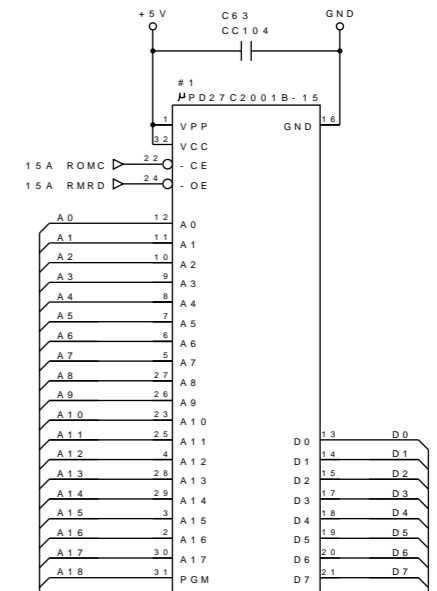 +5V
C63
GND
CC104
#1
μPD27C2001B-15
1 VPP GND 16
32 VCC
15A ROMC 22 -CE
15A RMRD 24 -OE
A0 12 A0
A1 11 A1
A2 10 A2
A3 9 A3
A4 8 A4
A5 7 A5
A6 6 A6
A7 5 A7
A8 27 A8
A9 26 A9
A10 23 A10
A11 25 A11 D0 13 D0
A12 4 A12 D1 14 D1
A13 28 A13 D2 15 D2
A14 29 A14 D3 17 D3
A15 3 A15 D4 18 D4
A16 2 A16 D5 19 D5
A17 30 A17 D6 20 D6
A18 31 PGM D7 21 D7